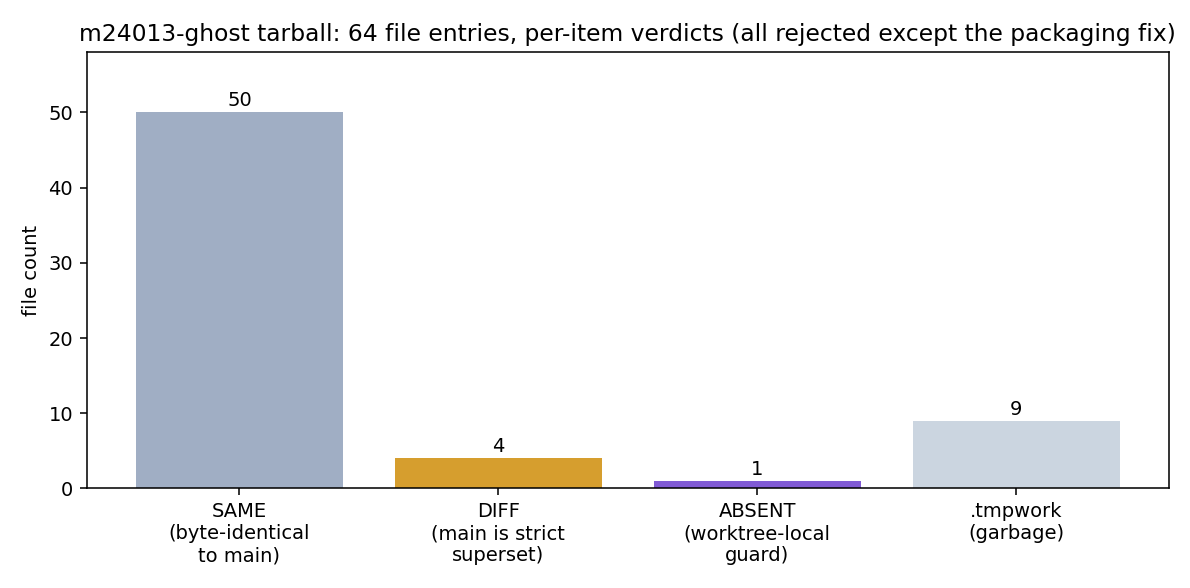 m24013-ghost tarball: 64 file entries, per-item verdicts (all rejected except the packaging fix)
file count
50
40
30
20
10
0
50
4
1
9
SAME
(byte-identical
to main)
DIFF
(main is strict
superset)
ABSENT
(worktree-local
guard)
.tmpwork
(garbage)